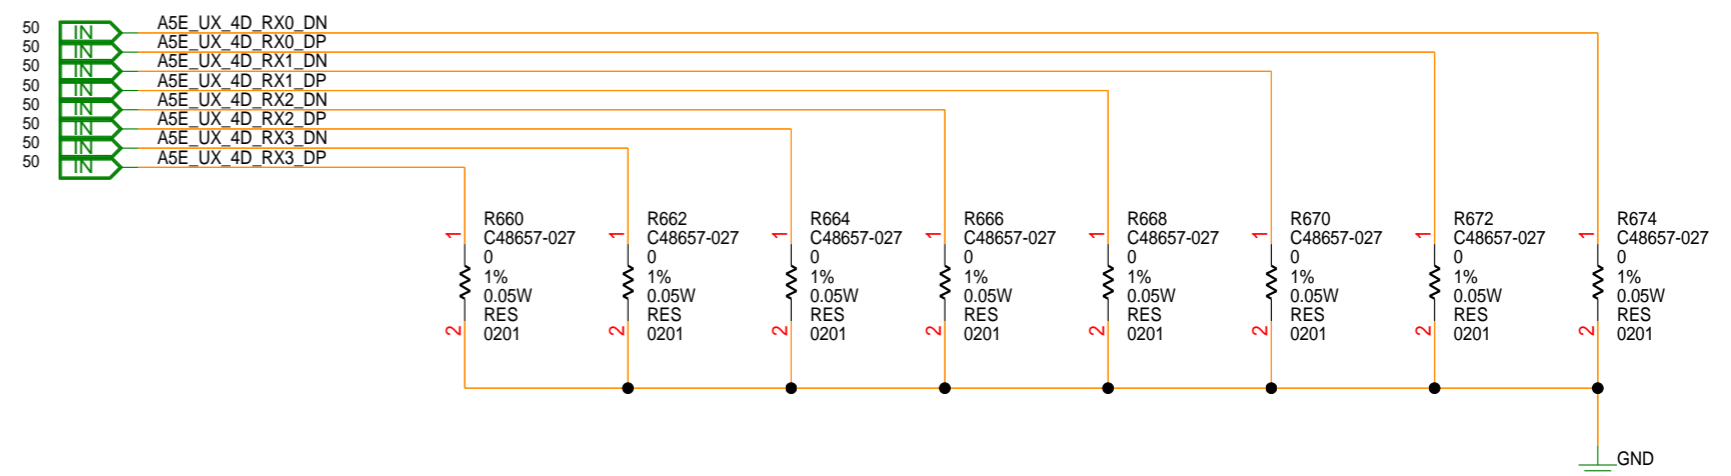 50 IN A5E_UX_4D_RX0_DN
50 IN A5E_UX_4D_RX0_DP
50 IN A5E_UX_4D_RX1_DN
50 IN A5E_UX_4D_RX1_DP
50 IN A5E_UX_4D_RX2_DN
50 IN A5E_UX_4D_RX2_DP
50 IN A5E_UX_4D_RX3_DN
50 IN A5E_UX_4D_RX3_DP
1
R660
C48657-027
0
1%
0.05W
RES
0201
2
1
R662
C48657-027
0
1%
0.05W
RES
0201
2
1
R664
C48657-027
0
1%
0.05W
RES
0201
2
1
R666
C48657-027
0
1%
0.05W
RES
0201
2
1
R668
C48657-027
0
1%
0.05W
RES
0201
2
1
R670
C48657-027
0
1%
0.05W
RES
0201
2
1
R672
C48657-027
0
1%
0.05W
RES
0201
2
1
R674
C48657-027
0
1%
0.05W
RES
0201
2
GND